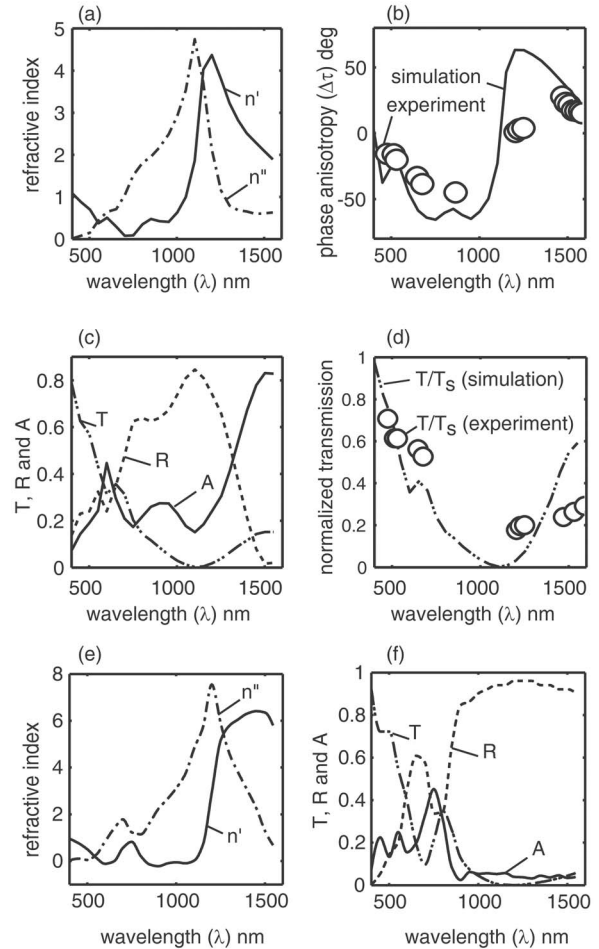 (a)
refractive index
5
4
3
2
1
0
n'
n"
500
1000
1500
wavelength (λ) nm
(b)
phase anisotropy (Δτ) deg
50
0
-50
simulation
experiment
500
1000
1500
wavelength (λ) nm
(c)
T, R and A
0.8
0.6
0.4
0.2
0
T
R
A
500
1000
1500
wavelength (λ) nm
(d)
normalized transmission
1
0.8
0.6
0.4
0.2
0
T/Ts (simulation)
T/Ts (experiment)
500
1000
1500
wavelength (λ) nm
(e)
refractive index
8
6
4
2
0
n"
n'
500
1000
1500
wavelength (λ) nm
(f)
T, R and A
1
0.8
0.6
0.4
0.2
0
T
R
A
500
1000
1500
wavelength (λ) nm